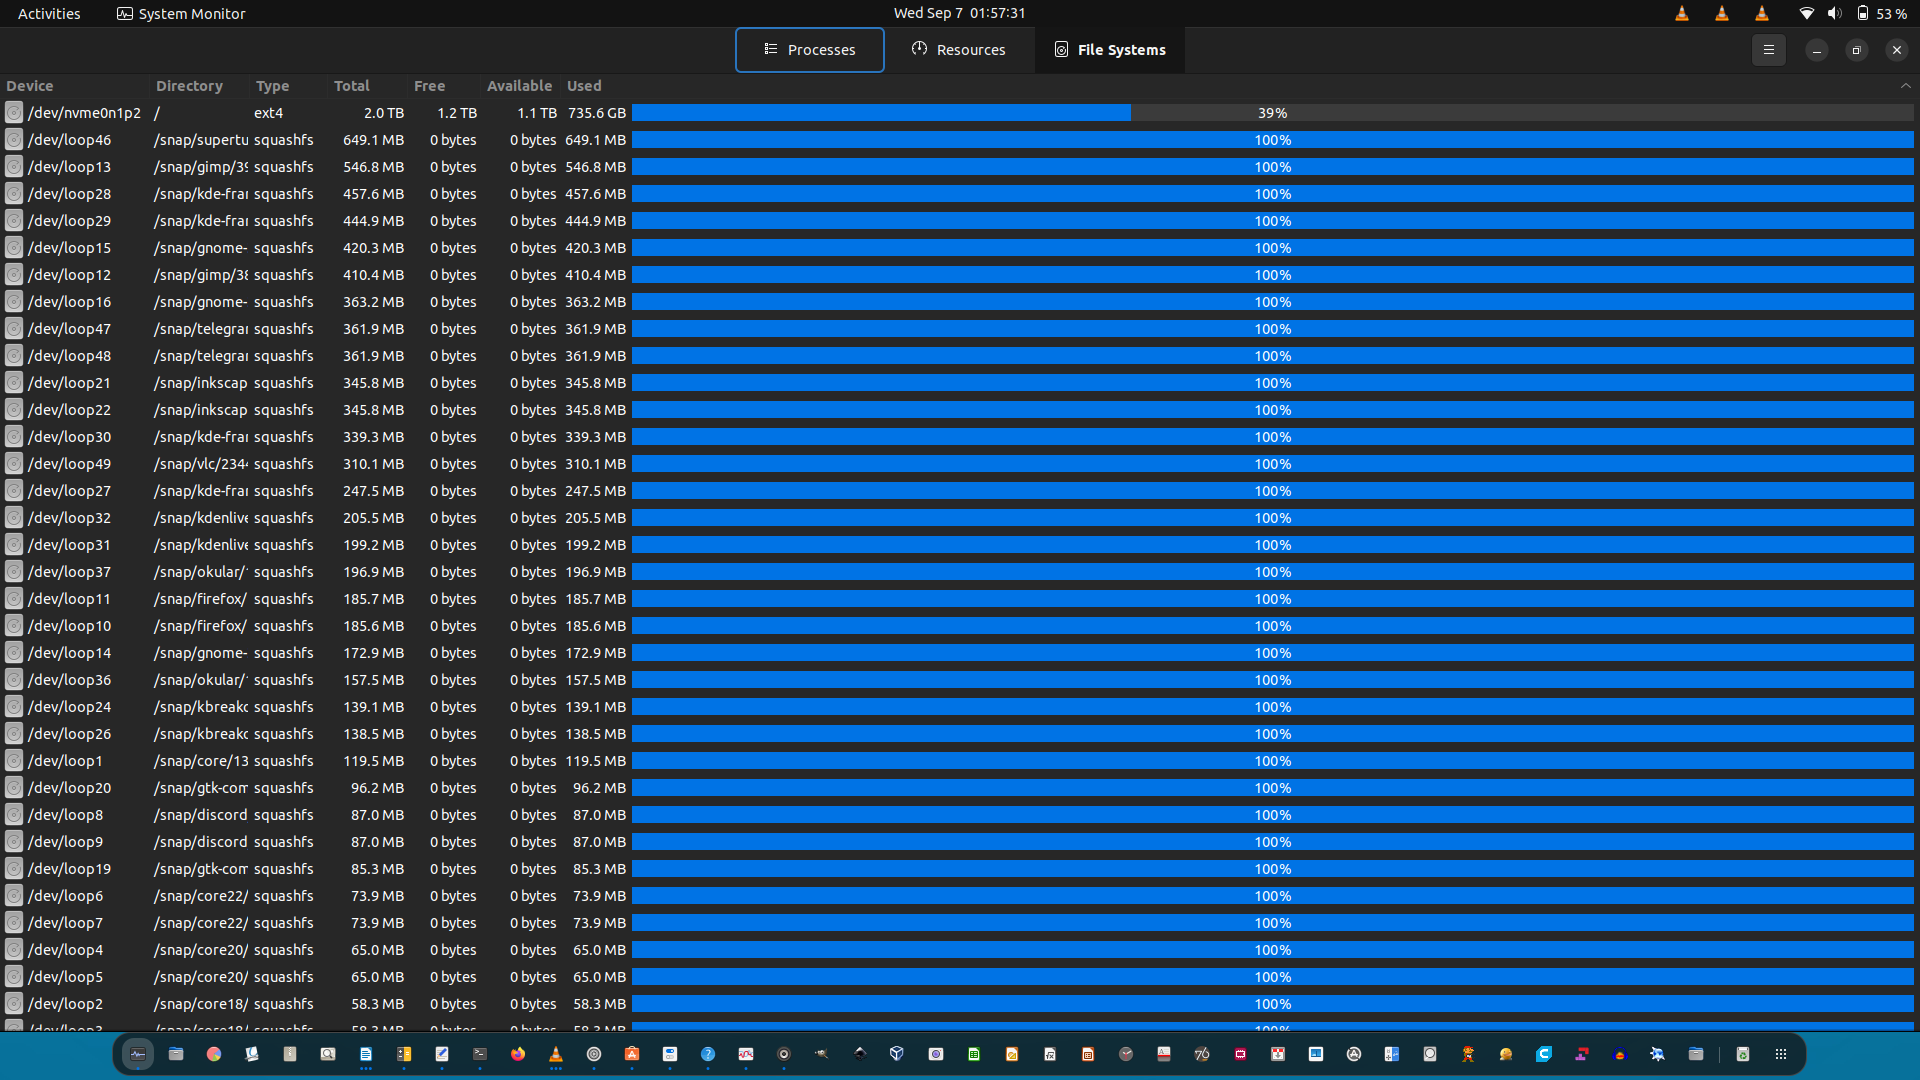 Activities System Monitor Wed Sep 7 01:57:31 53 %
Processes Resources File Systems
Device Directory Type Total Free Available Used
/dev/nvme0n1p2 / ext4 2.0 TB 1.2 TB 1.1 TB 735.6 GB 39%
/dev/loop46 /snap/supertu squashfs 649.1 MB 0 bytes 0 bytes 649.1 MB 100%
/dev/loop13 /snap/gimp/39 squashfs 546.8 MB 0 bytes 0 bytes 546.8 MB 100%
/dev/loop28 /snap/kde-frar squashfs 457.6 MB 0 bytes 0 bytes 457.6 MB 100%
/dev/loop29 /snap/kde-frar squashfs 444.9 MB 0 bytes 0 bytes 444.9 MB 100%
/dev/loop15 /snap/gnome- squashfs 420.3 MB 0 bytes 0 bytes 420.3 MB 100%
/dev/loop12 /snap/gimp/38 squashfs 410.4 MB 0 bytes 0 bytes 410.4 MB 100%
/dev/loop16 /snap/gnome- squashfs 363.2 MB 0 bytes 0 bytes 363.2 MB 100%
/dev/loop47 /snap/telegrar squashfs 361.9 MB 0 bytes 0 bytes 361.9 MB 100%
/dev/loop48 /snap/telegrar squashfs 361.9 MB 0 bytes 0 bytes 361.9 MB 100%
/dev/loop21 /snap/inkscap squashfs 345.8 MB 0 bytes 0 bytes 345.8 MB 100%
/dev/loop22 /snap/inkscap squashfs 345.8 MB 0 bytes 0 bytes 345.8 MB 100%
/dev/loop30 /snap/kde-frar squashfs 339.3 MB 0 bytes 0 bytes 339.3 MB 100%
/dev/loop49 /snap/vlc/2344 squashfs 310.1 MB 0 bytes 0 bytes 310.1 MB 100%
/dev/loop27 /snap/kde-frar squashfs 247.5 MB 0 bytes 0 bytes 247.5 MB 100%
/dev/loop32 /snap/kdenlive squashfs 205.5 MB 0 bytes 0 bytes 205.5 MB 100%
/dev/loop31 /snap/kdenlive squashfs 199.2 MB 0 bytes 0 bytes 199.2 MB 100%
/dev/loop37 /snap/okular/1 squashfs 196.9 MB 0 bytes 0 bytes 196.9 MB 100%
/dev/loop11 /snap/firefox/ squashfs 185.7 MB 0 bytes 0 bytes 185.7 MB 100%
/dev/loop10 /snap/firefox/ squashfs 185.6 MB 0 bytes 0 bytes 185.6 MB 100%
/dev/loop14 /snap/gnome- squashfs 172.9 MB 0 bytes 0 bytes 172.9 MB 100%
/dev/loop36 /snap/okular/1 squashfs 157.5 MB 0 bytes 0 bytes 157.5 MB 100%
/dev/loop24 /snap/kbreako squashfs 139.1 MB 0 bytes 0 bytes 139.1 MB 100%
/dev/loop26 /snap/kbreako squashfs 138.5 MB 0 bytes 0 bytes 138.5 MB 100%
/dev/loop1 /snap/core/13 squashfs 119.5 MB 0 bytes 0 bytes 119.5 MB 100%
/dev/loop20 /snap/gtk-com squashfs 96.2 MB 0 bytes 0 bytes 96.2 MB 100%
/dev/loop8 /snap/discord squashfs 87.0 MB 0 bytes 0 bytes 87.0 MB 100%
/dev/loop9 /snap/discord squashfs 87.0 MB 0 bytes 0 bytes 87.0 MB 100%
/dev/loop19 /snap/gtk-com squashfs 85.3 MB 0 bytes 0 bytes 85.3 MB 100%
/dev/loop6 /snap/core22/ squashfs 73.9 MB 0 bytes 0 bytes 73.9 MB 100%
/dev/loop7 /snap/core22/ squashfs 73.9 MB 0 bytes 0 bytes 73.9 MB 100%
/dev/loop4 /snap/core20/ squashfs 65.0 MB 0 bytes 0 bytes 65.0 MB 100%
/dev/loop5 /snap/core20/ squashfs 65.0 MB 0 bytes 0 bytes 65.0 MB 100%
/dev/loop2 /snap/core18/ squashfs 58.3 MB 0 bytes 0 bytes 58.3 MB 100%
/dev/loop3 /snap/core18/ squashfs 58.3 MB 0 bytes 0 bytes 58.3 MB 100%
76